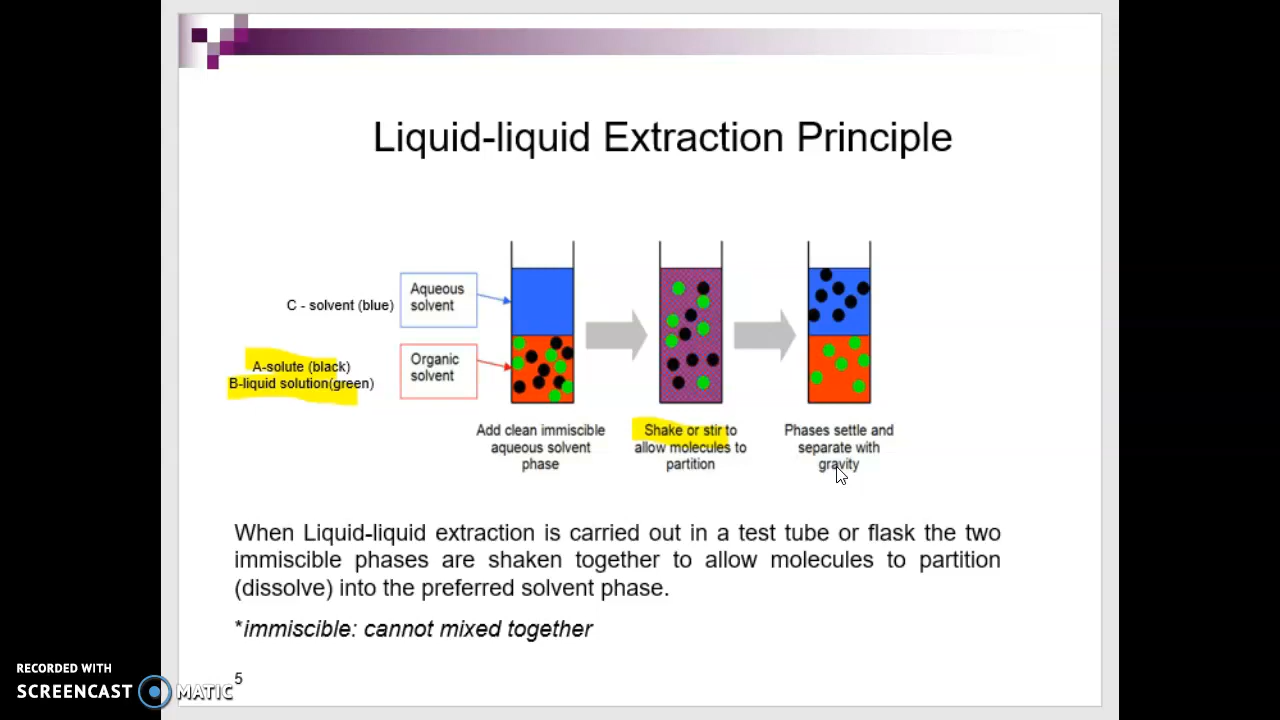 Liquid-liquid Extraction Principle
C - solvent (blue)
Aqueous
solvent
A-solute (black)
B-liquid solution(green)
Organic
solvent
Add clean immiscible
aqueous solvent
phase
Shake or stir to
allow molecules to
partition
Phases settle and
separate with
gravity
When Liquid-liquid extraction is carried out in a test tube or flask the two
immiscible phases are shaken together to allow molecules to partition
(dissolve) into the preferred solvent phase.
*immiscible: cannot mixed together
5
RECORDED WITH
SCREENCAST MATIC